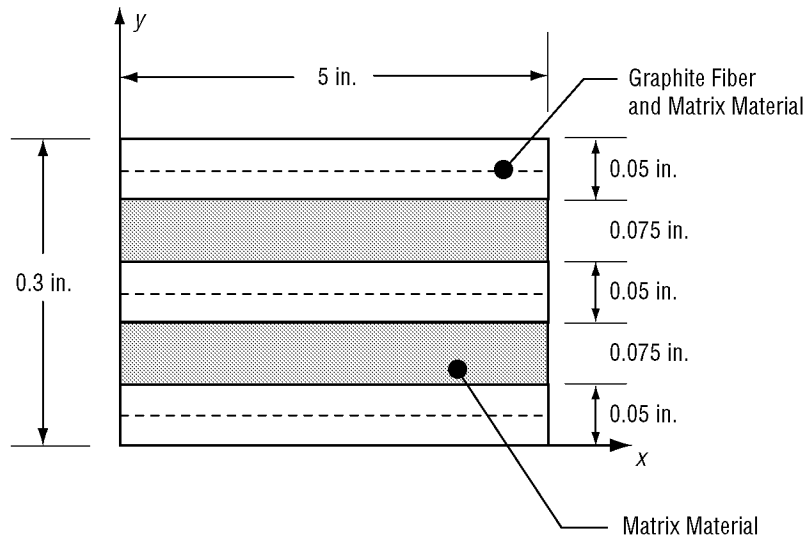 y
5 in.
Graphite Fiber
and Matrix Material
0.05 in.
0.075 in.
0.3 in.
0.05 in.
0.075 in.
0.05 in.
x
Matrix Material